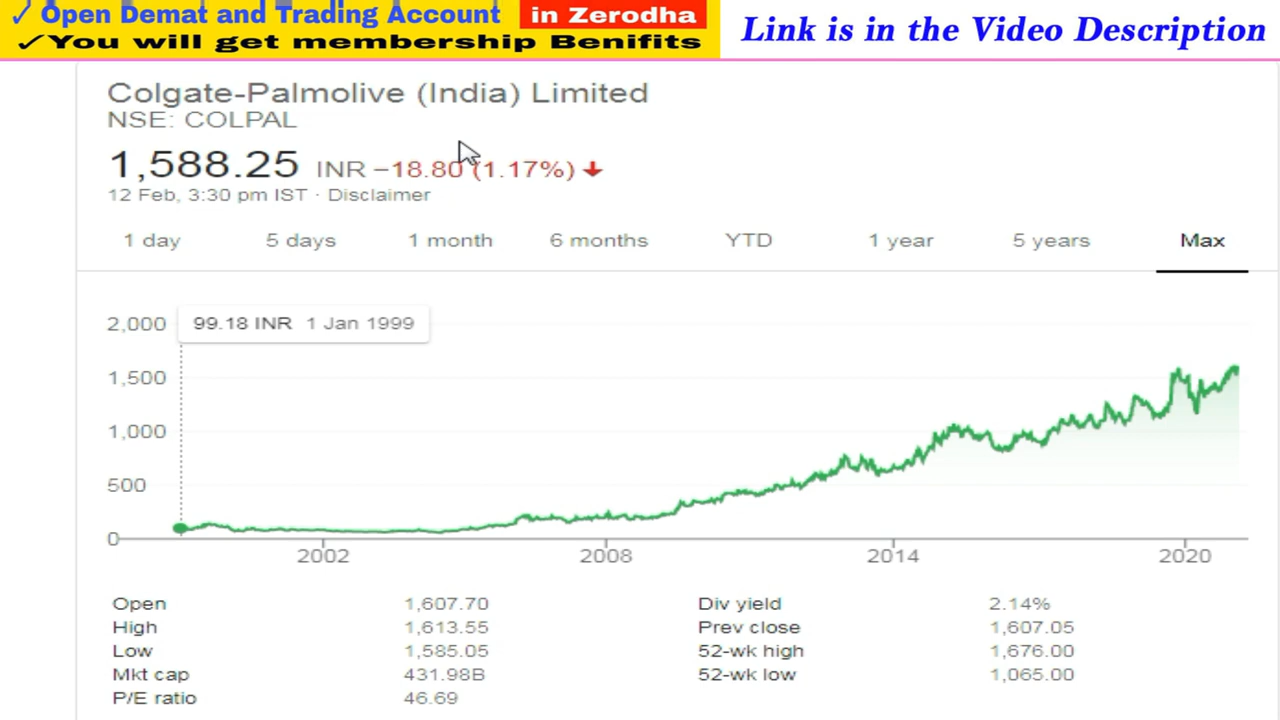 ✓ Open Demat and Trading Account in Zerodha
✓You will get membership Benifits
Link is in the Video Description
Colgate-Palmolive (India) Limited
NSE: COLPAL
1,588.25 INR −18.80 (1.17%)
12 Feb, 3:30 pm IST · Disclaimer
1 day 5 days 1 month 6 months YTD 1 year 5 years Max
99.18 INR 1 Jan 1999
2,000
1,500
1,000
500
0
2002 2008 2014 2020
Open 1,607.70 Div yield 2.14%
High 1,613.55 Prev close 1,607.05
Low 1,585.05 52-wk high 1,676.00
Mkt cap 431.98B 52-wk low 1,065.00
P/E ratio 46.69